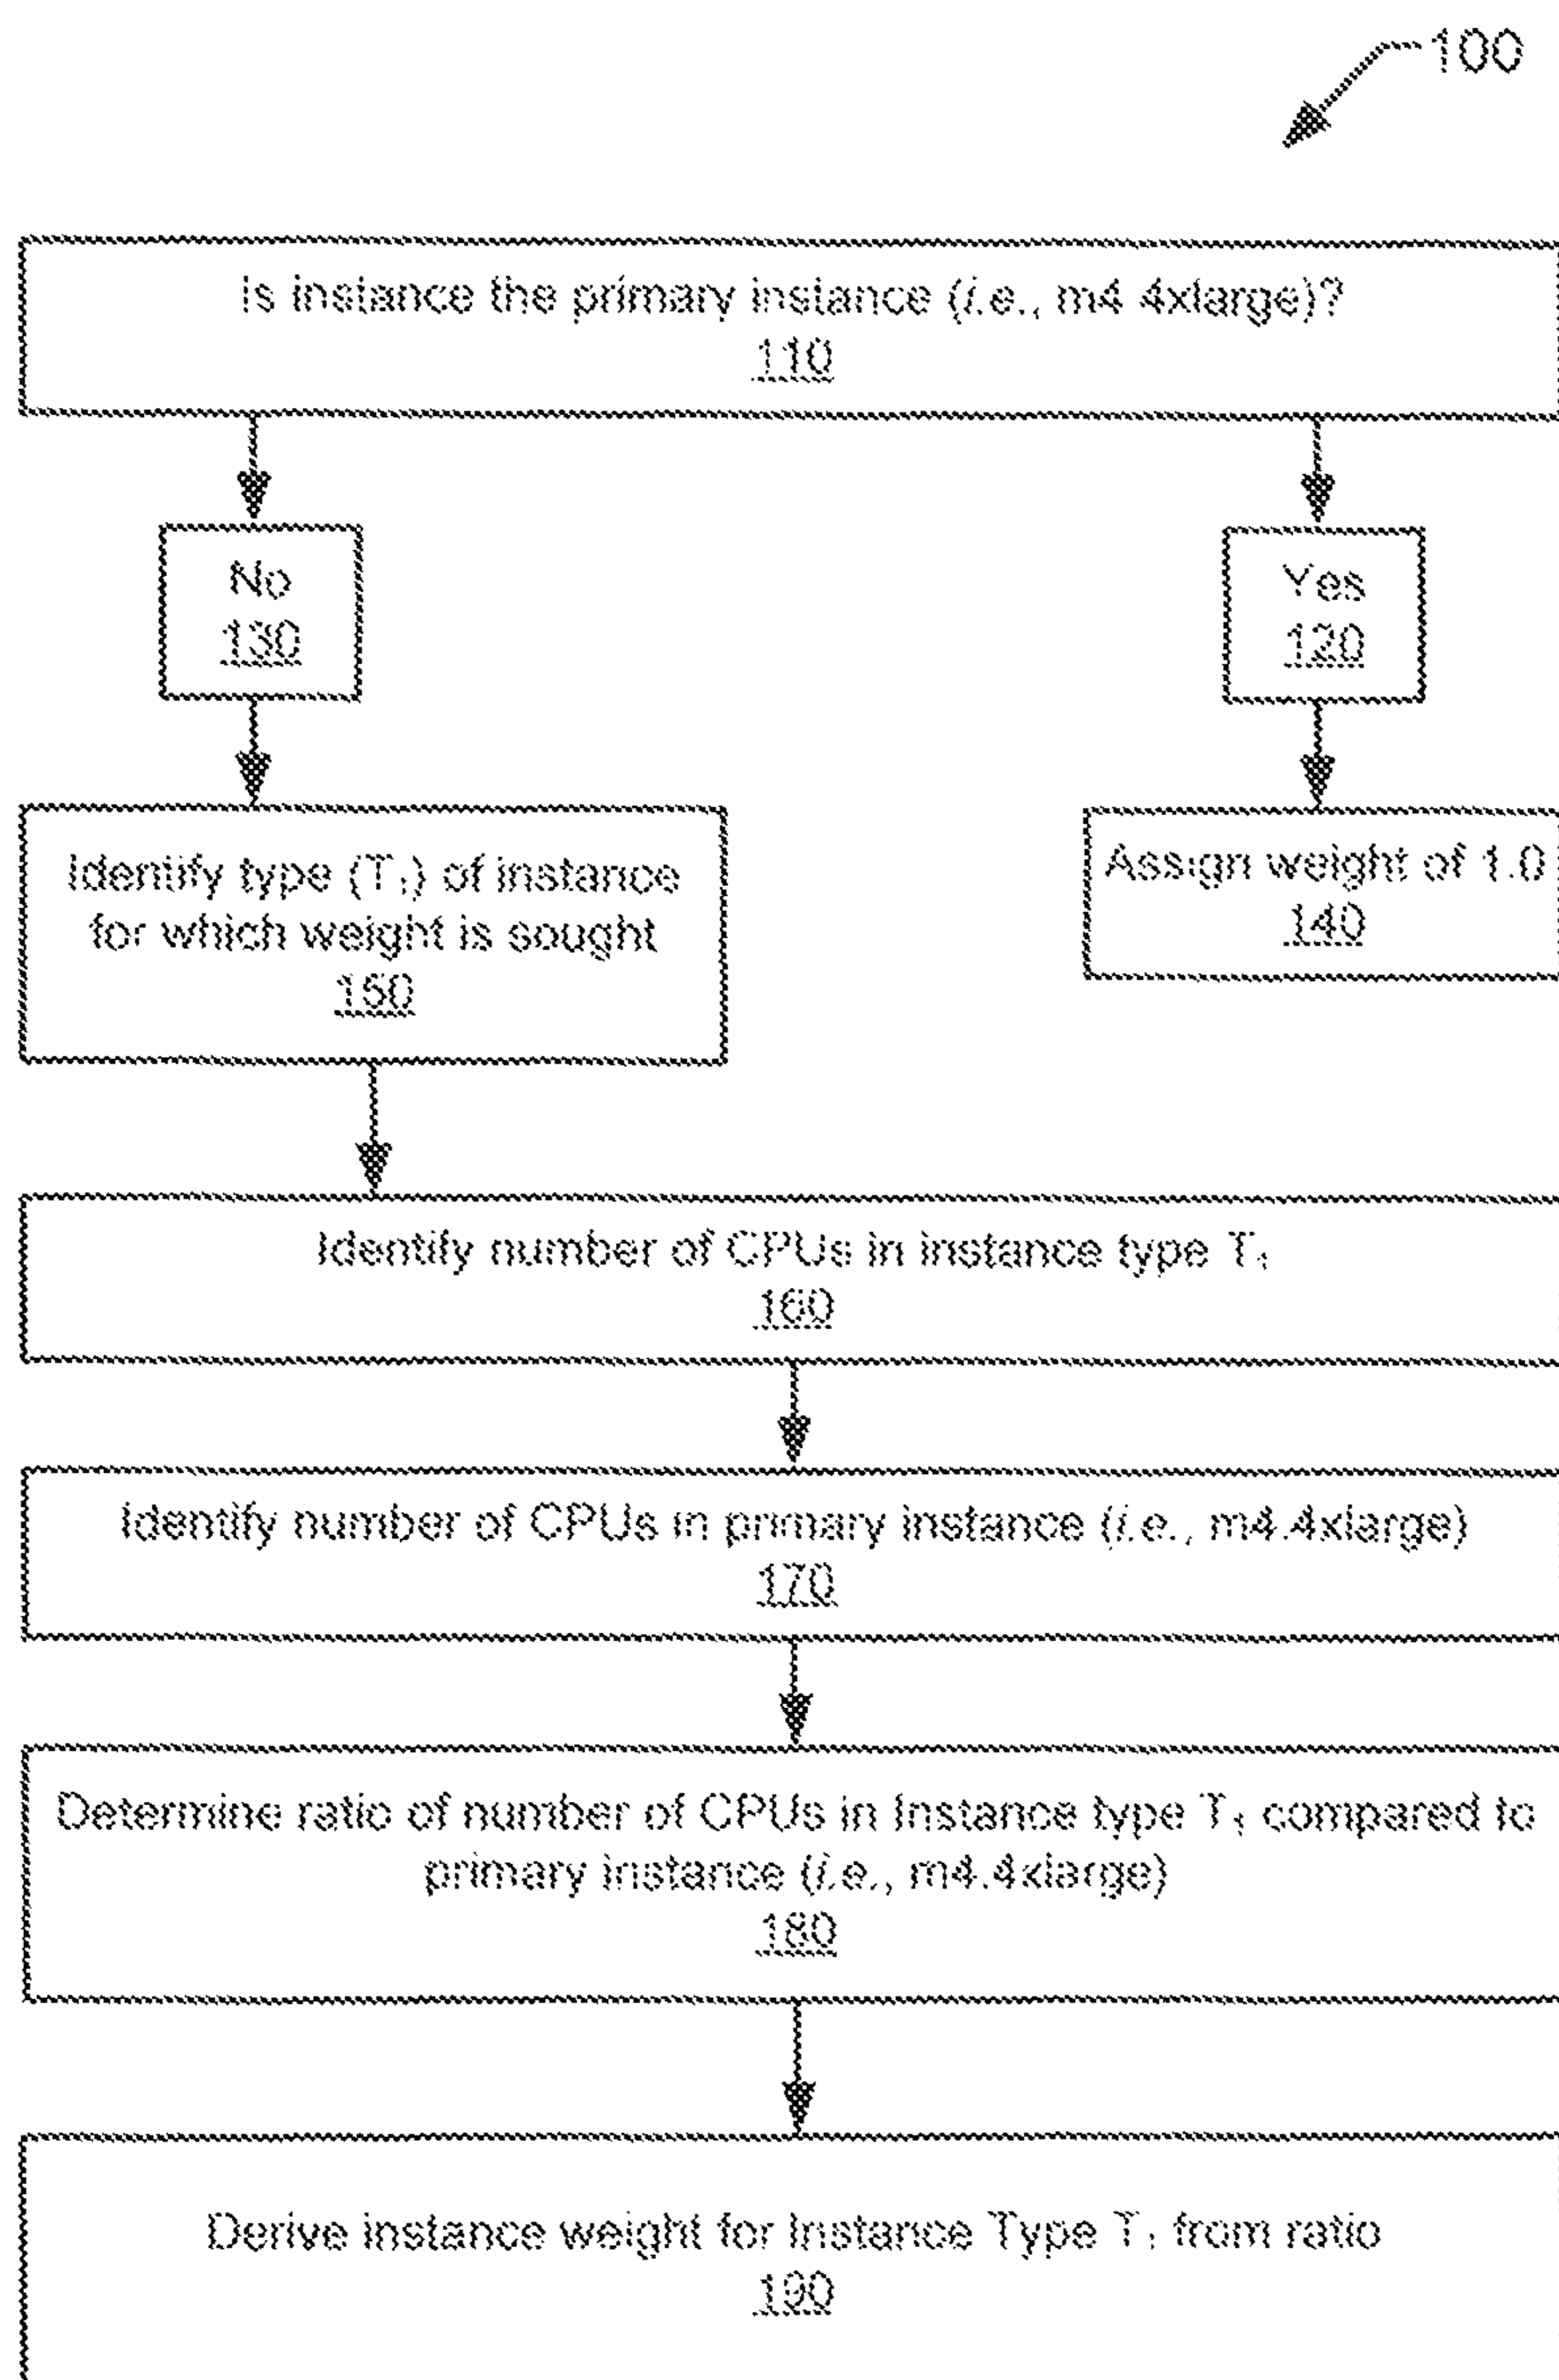 100
Is instance the primary instance (i.e., m4 4xlarge)?
110
No
130
Yes
120
Identify type (T₁) of instance
for which weight is sought
150
Assign weight of 1.0
140
Identify number of CPUs in instance type T₁
160
Identify number of CPUs in primary instance (i.e., m4.4xlarge)
170
Determine ratio of number of CPUs in Instance type T₁ compared to
primary instance (i.e., m4.4xlarge)
180
Derive instance weight for Instance Type T₁ from ratio
190